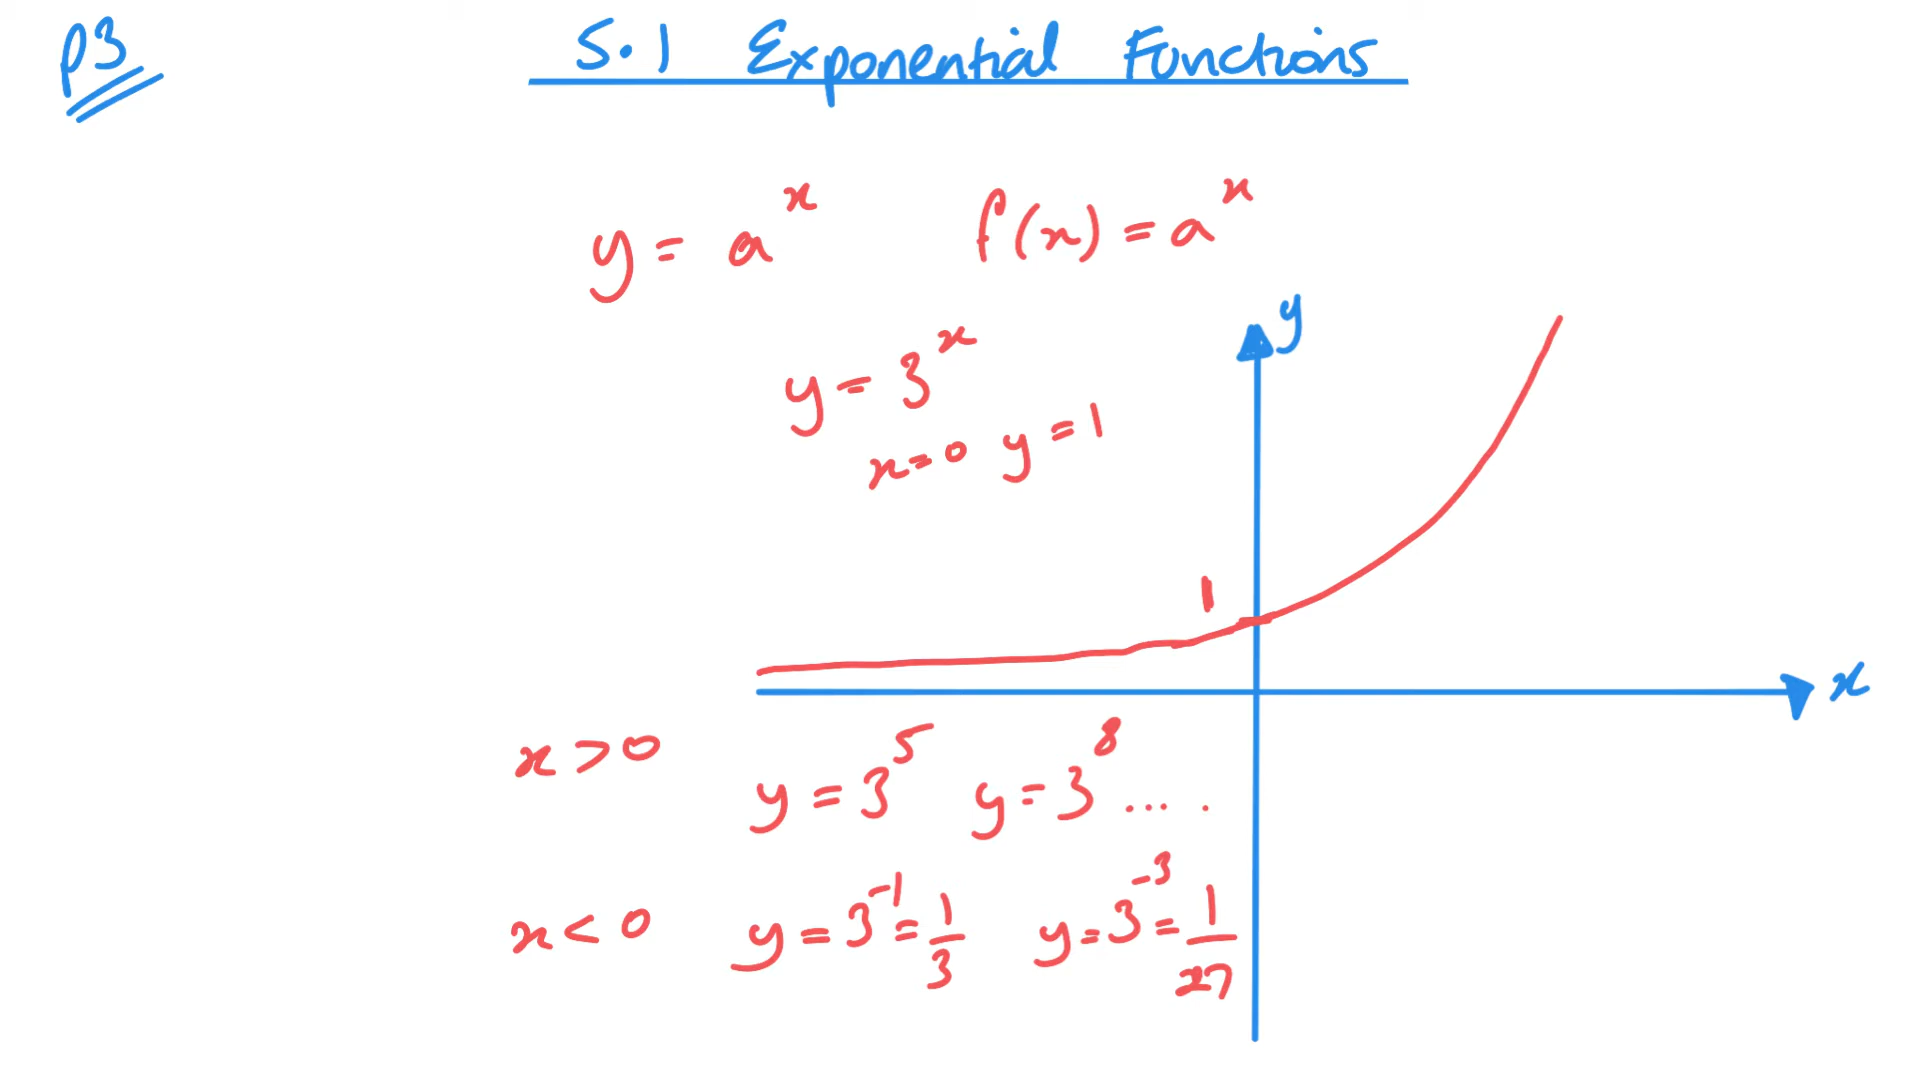 P3
5.1 Exponential Functions
y = a^x f(x) = a^x
y = 3^x
x=0 y=1
y
1
x
x>0 y = 3^5 y = 3^8 .... .
x<0 y = 3^-1 = 1/3 y = 3^-3 = 1/27